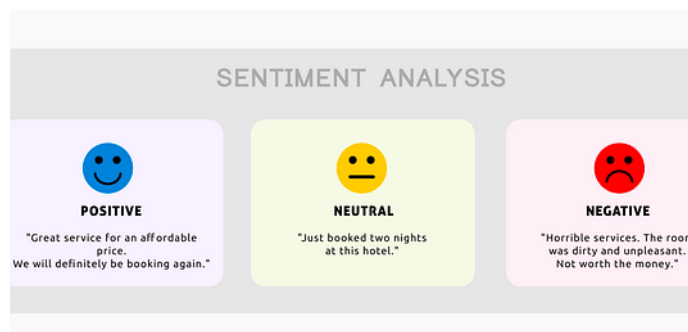 SENTIMENT ANALYSIS
POSITIVE
"Great service for an affordable
price.
We will definitely be booking again."
NEUTRAL
"Just booked two nights
at this hotel."
NEGATIVE
"Horrible services. The room
was dirty and unpleasant.
Not worth the money."